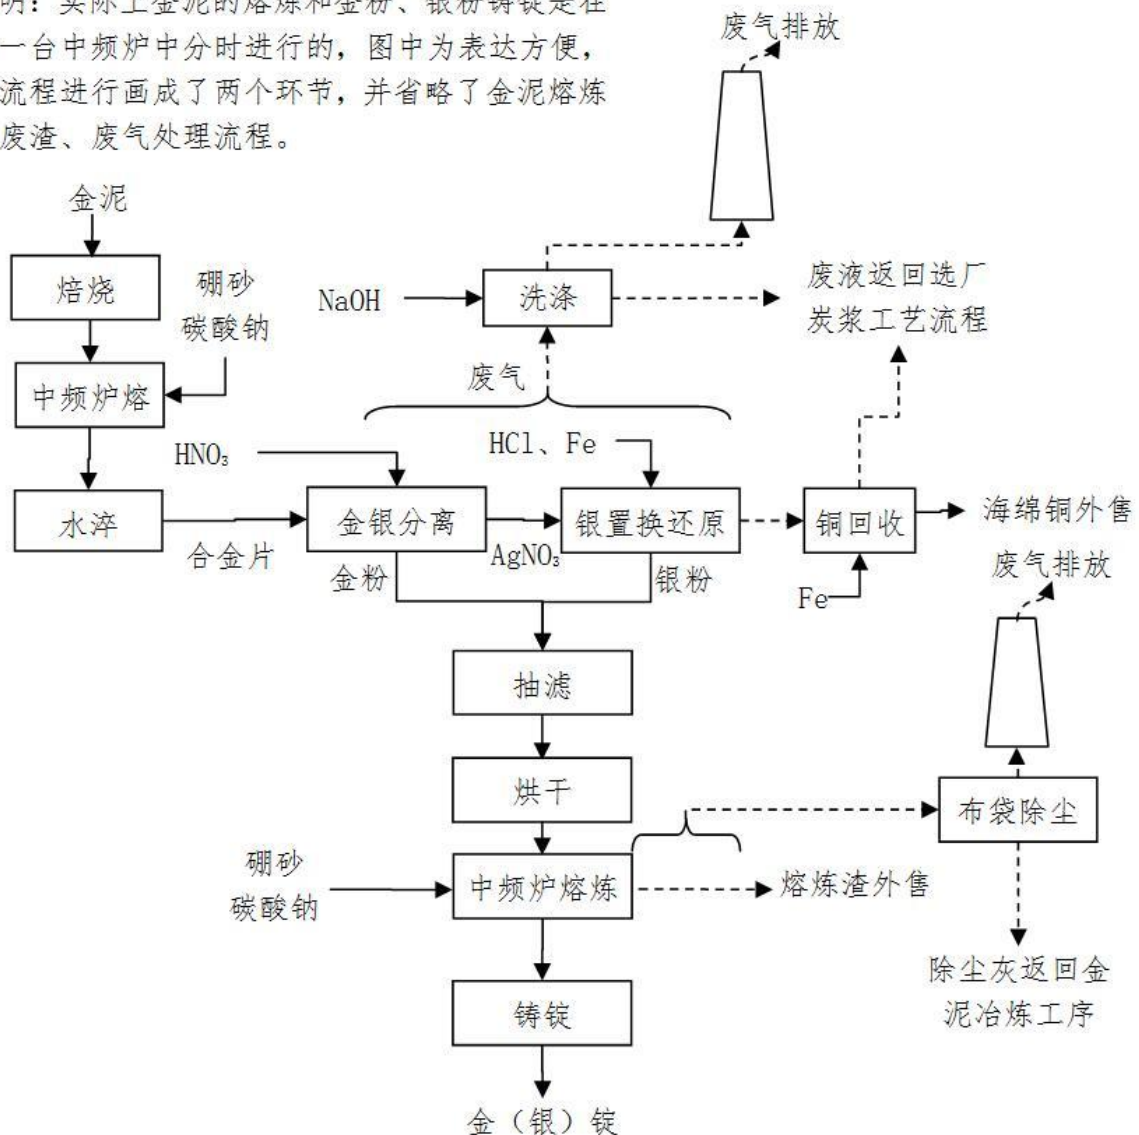 明：实际上金泥的熔炼和金粉、银粉铸锭是在
一台中频炉中分时进行的，图中为表达方便，
流程进行画成了两个环节，并省略了金泥熔炼
废渣、废气处理流程。
废气排放
金泥
焙烧
硼砂
碳酸钠
NaOH
洗涤
废液返回选厂
炭浆工艺流程
中频炉熔
废气
HNO₃
HCl、Fe
水淬
合金片
金银分离
AgNO₃
银置换还原
铜回收
海绵铜外售
金粉
银粉
Fe
废气排放
抽滤
烘干
布袋除尘
硼砂
碳酸钠
中频炉熔炼
熔炼渣外售
除尘灰返回金
泥冶炼工序
铸锭
金（银）锭